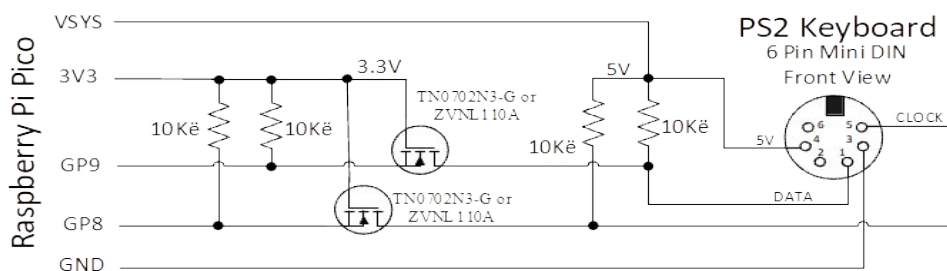 Raspberry Pi Pico
VSYS
3V3
GP9
GP8
GND
3.3V
10Kë
10Kë
TN0702N3-G or
ZVNL110A
TN0702N3-G or
ZVNL110A
5V
10Kë
10Kë
PS2 Keyboard
6 Pin Mini DIN
Front View
6
5
4
3
2
1
CLOCK
5V
DATA